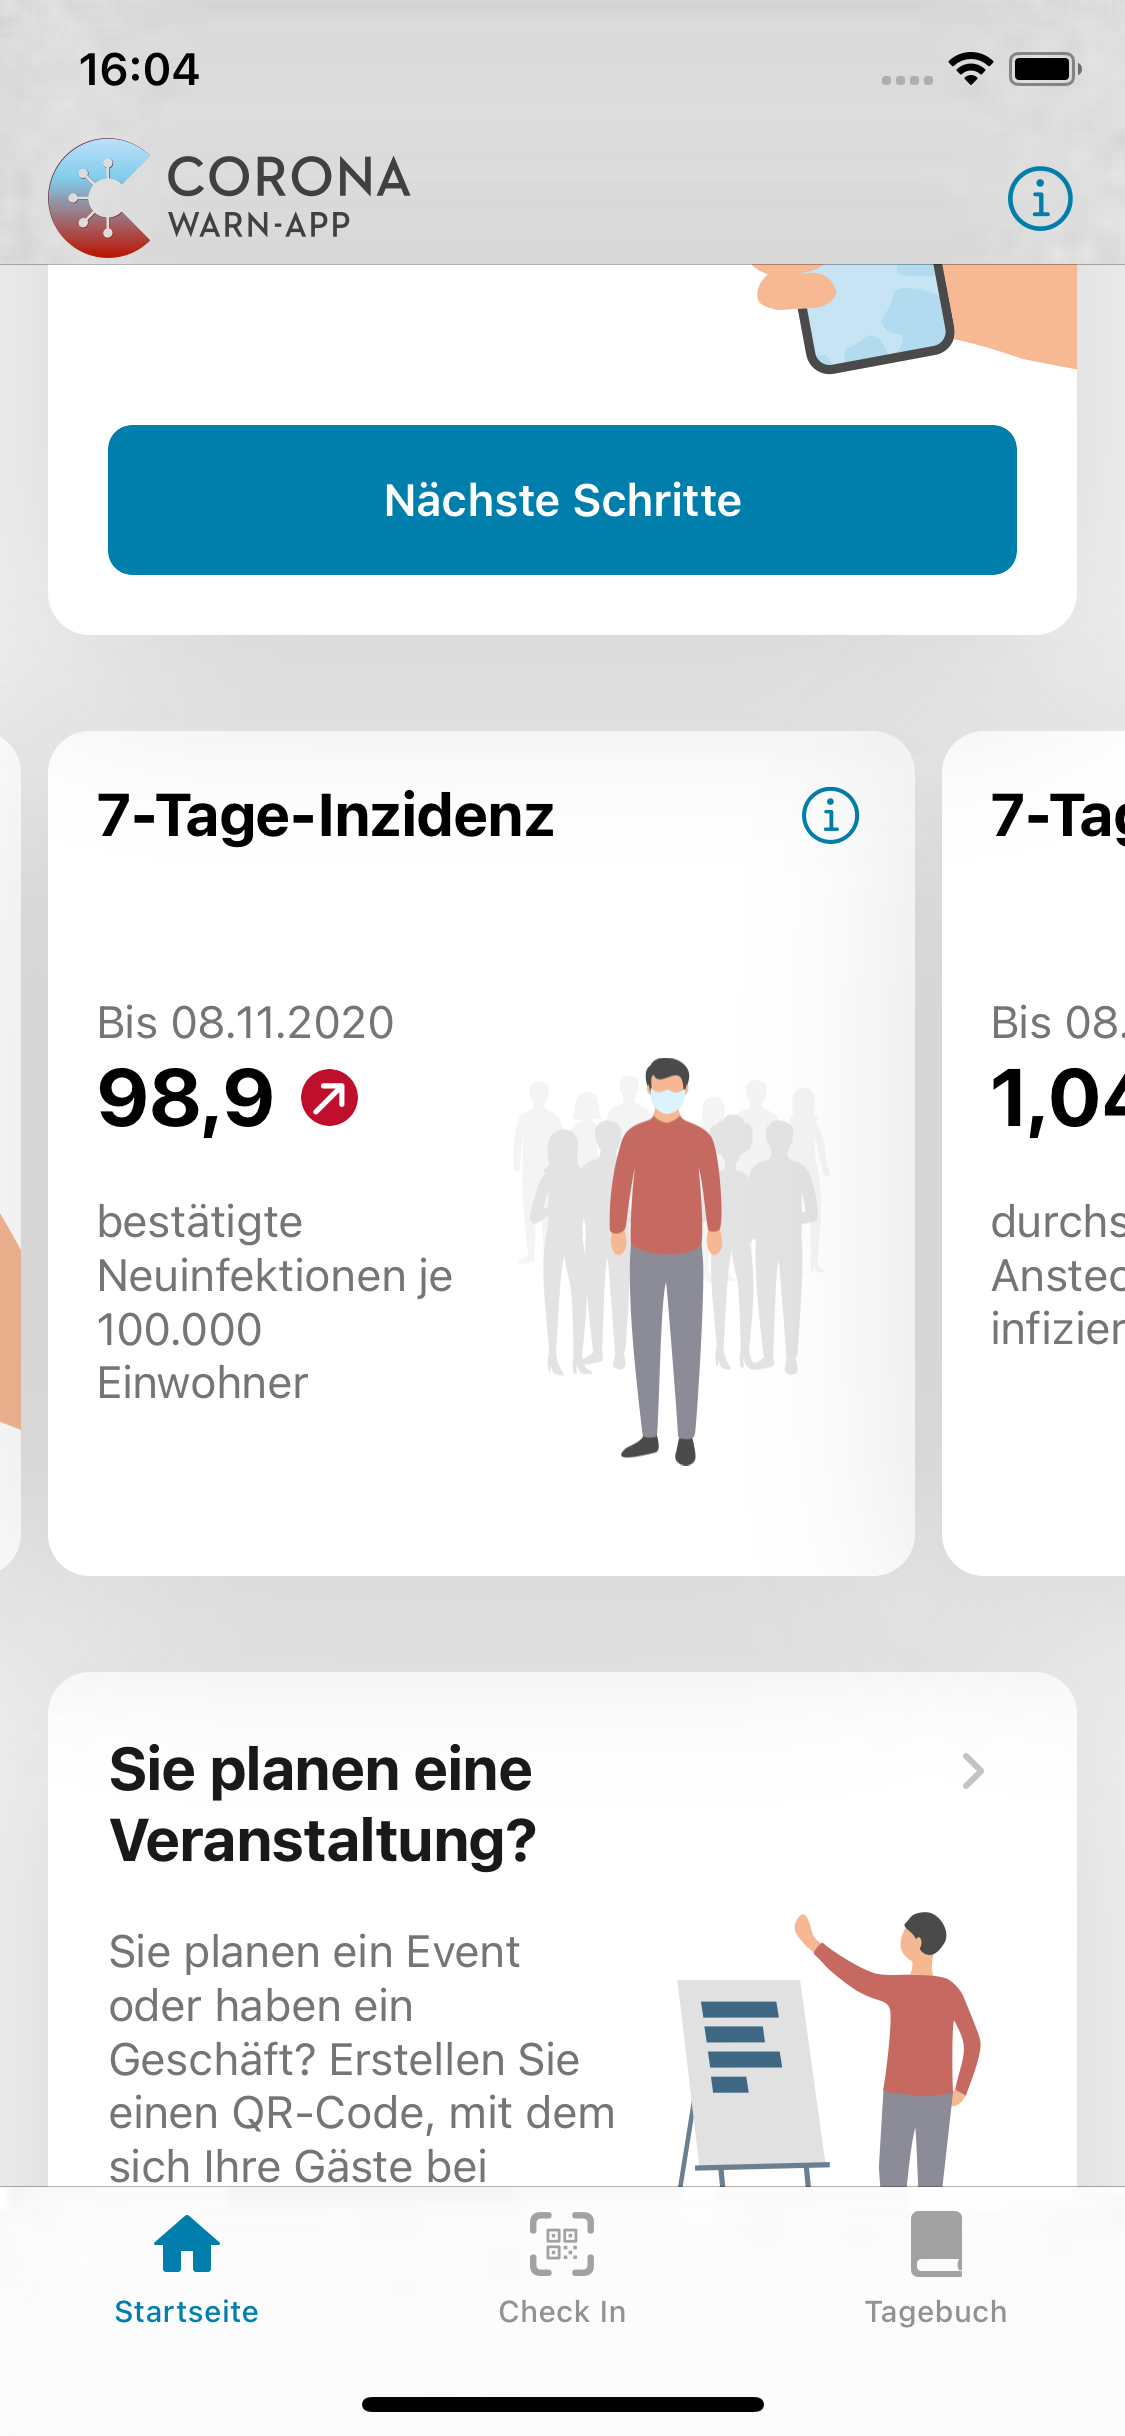 16:04
CORONA
WARN-APP
Nächste Schritte
7-Tage-Inzidenz
Bis 08.11.2020
98,9
bestätigte
Neuinfektionen je
100.000
Einwohner
7-Tag
Bis 08.
1,04
durchs
Anstec
infizier
Sie planen eine
Veranstaltung?
Sie planen ein Event
oder haben ein
Geschäft? Erstellen Sie
einen QR-Code, mit dem
sich Ihre Gäste bei
Startseite
Check In
Tagebuch